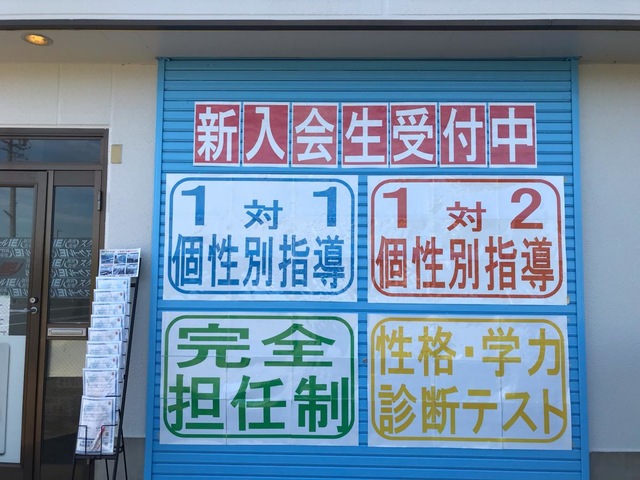 新入会生受付中
1対1
個性別指導
1対2
個性別指導
完全
担任制
性格・学力
診断テスト